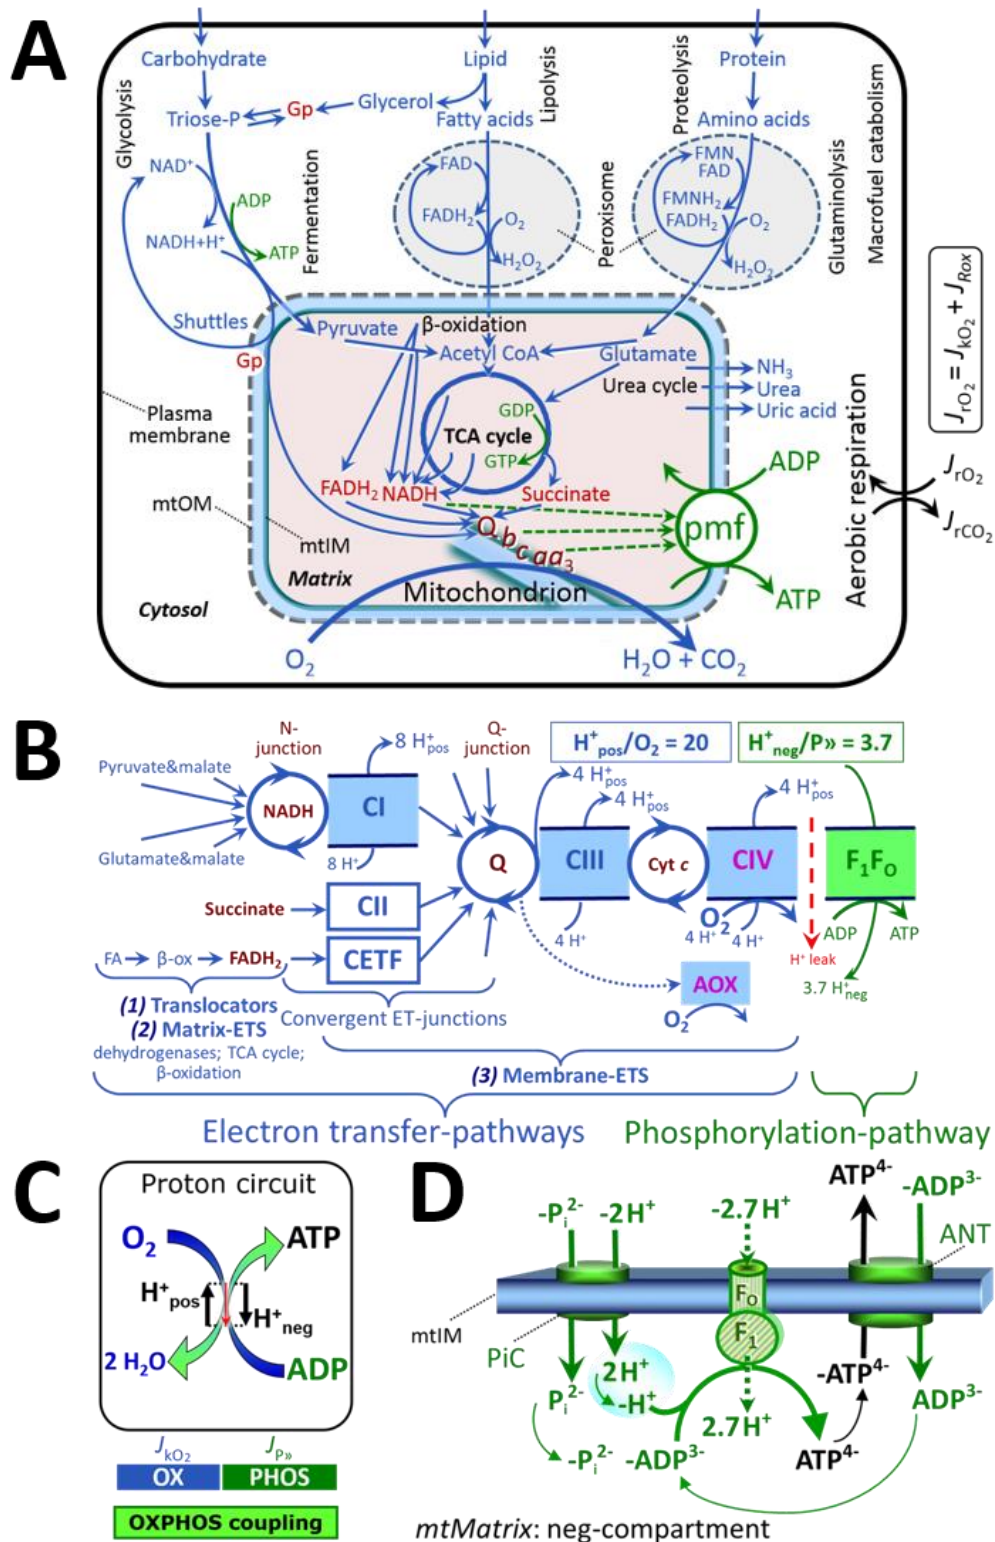 A
Carbohydrate
Lipid
Protein
Glycolysis
Lipolysis
Proteolysis
Triose-P
Gp
Glycerol
Fatty acids
Amino acids
Macrofuel catabolism
NAD⁺
NADH+H⁺
ADP
ATP
Fermentation
FAD
FADH₂
O₂
H₂O₂
Peroxisome
FMN
FAD
FMNH₂
FADH₂
O₂
H₂O₂
Glutaminolysis
Shuttles
Gp
Pyruvate
β-oxidation
Acetyl CoA
Glutamate
Urea cycle
NH₃
Urea
Uric acid
J_rO₂ = J_kO₂ + J_Rox
Plasma
membrane
GDP
TCA cycle
GTP
FADH₂
NADH
Succinate
Q b c aa₃
pmf
ADP
ATP
Aerobic respiration
J_rO₂
J_rCO₂
mtOM
mtIM
Matrix
Cytosol
Mitochondrion
O₂
H₂O + CO₂
B
N-
junction
8 H⁺pos
Q-
junction
H⁺pos/O₂ = 20
H⁺neg/P» = 3.7
Pyruvate&malate
NADH
CI
4 H⁺pos
4 H⁺pos
4 H⁺pos
Glutamate&malate
8 H⁺
Q
CIII
Cyt c
CIV
F₁Fₒ
Succinate
CII
4 H⁺
O₂
4 H⁺
4 H⁺
ADP
ATP
H⁺ leak
FA
β-ox
FADH₂
CETF
AOX
O₂
3.7 H⁺neg
(1) Translocators
(2) Matrix-ETS
dehydrogenases; TCA cycle;
β-oxidation
Convergent ET-junctions
(3) Membrane-ETS
Electron transfer-pathways
Phosphorylation-pathway
C
Proton circuit
O₂
ATP
H⁺pos
H⁺neg
2 H₂O
ADP
J_kO₂
J_P»
OX
PHOS
OXPHOS coupling
D
ATP⁴⁻
-ADP³⁻
-Pᵢ²⁻
-2H⁺
-2.7H⁺
ANT
Fₒ
F₁
mtIM
PiC
2H⁺
-H⁺
Pᵢ²⁻
2.7H⁺
-ATP⁴⁻
ADP³⁻
-Pᵢ²⁻
-ADP³⁻
ATP⁴⁻
mtMatrix: neg-compartment